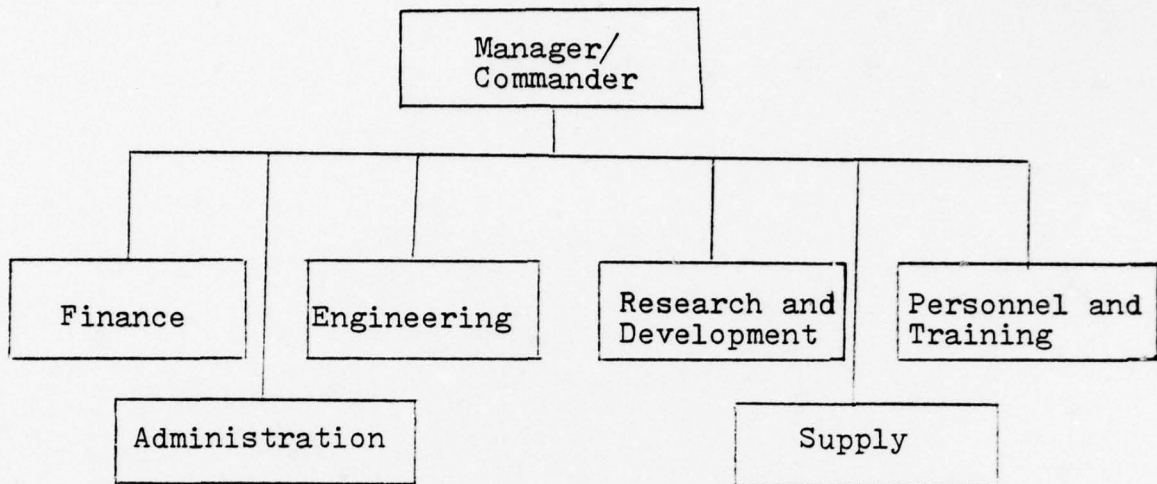 Manager/
Commander
Finance
Engineering
Research and
Development
Personnel and
Training
Administration
Supply